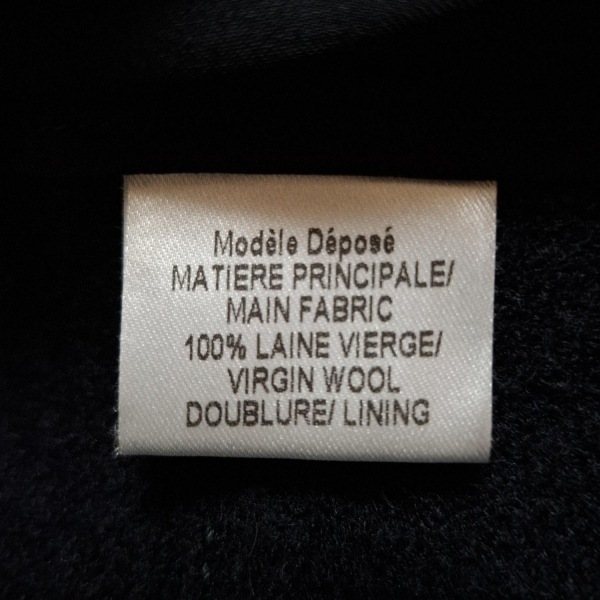 Modèle Déposé
MATIERE PRINCIPALE/
MAIN FABRIC
100% LAINE VIERGE/
VIRGIN WOOL
DOUBLURE/ LINING